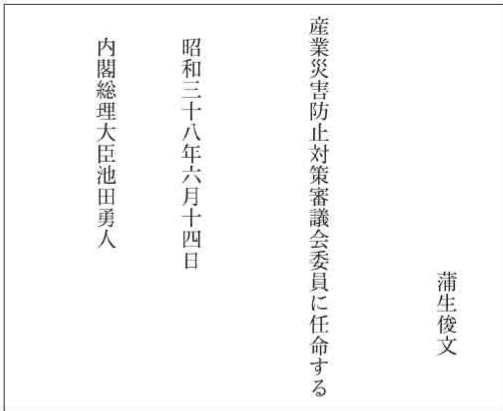 蒲生俊文
産業災害防止対策審議会委員に任命する
昭和三十八年六月十四日
内閣総理大臣池田勇人